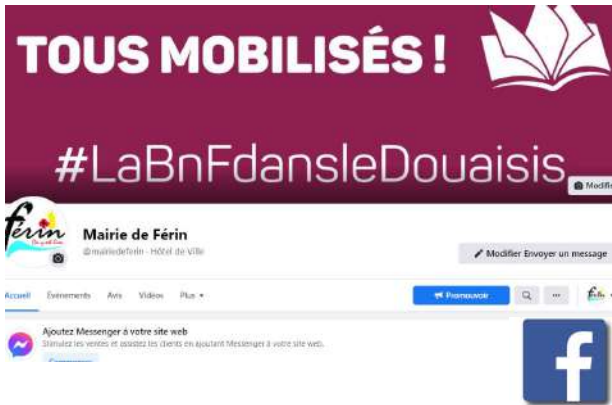 TOUS MOBILISÉS !
#LaBnFdansleDouaisis
Modifie
férin
Mairie de Férin
@mairiedeferin · Hôtel de Ville
Modifier Envoyer un message
Accueil Événements Avis Vidéos Plus
Promouvoir
Ajoutez Messenger à votre site web
Stimulez les ventes et assistez les clients en ajoutant Messenger à votre site web.
Commencer
f